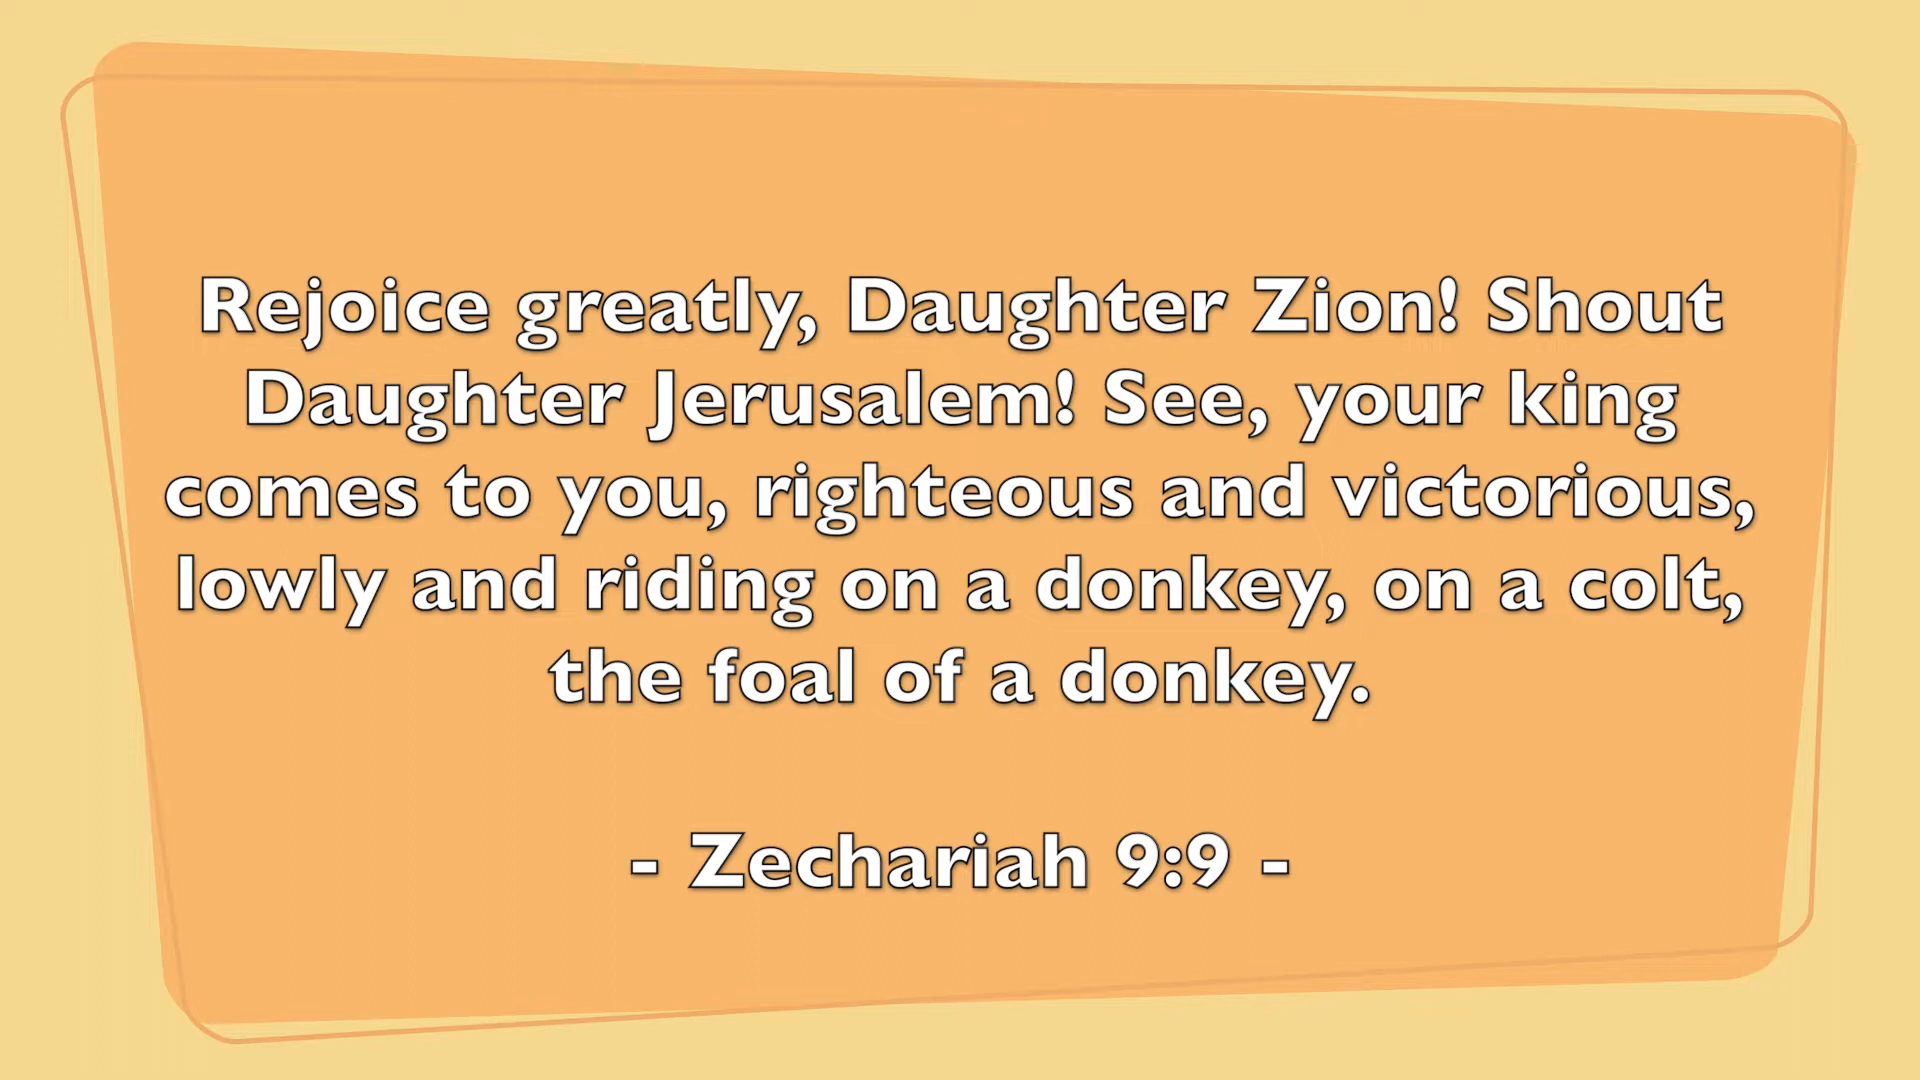 Rejoice greatly, Daughter Zion! Shout
Daughter Jerusalem! See, your king
comes to you, righteous and victorious,
lowly and riding on a donkey, on a colt,
the foal of a donkey.
- Zechariah 9:9 -